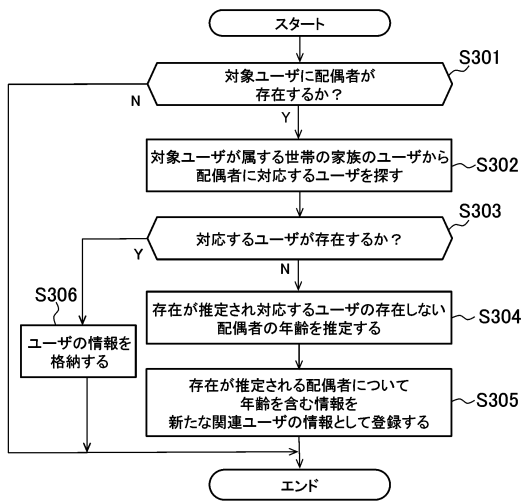 スタート
S301
対象ユーザに配偶者が
存在するか?
N
Y
S302
対象ユーザが属する世帯の家族のユーザから
配偶者に対応するユーザを探す
S303
対応するユーザが存在するか?
Y
N
S306
ユーザの情報を
格納する
S304
存在が推定され対応するユーザの存在しない
配偶者の年齢を推定する
S305
存在が推定される配偶者について
年齢を含む情報を
新たな関連ユーザの情報として登録する
エンド